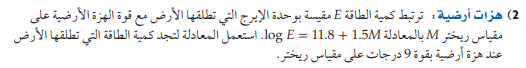 2) هزات أرضية: ترتبط كمية الطاقة E مقيسة بوحدة الإيرج التي تطلقها الأرض مع قوة الهزة الأرضية على
مقياس ريختر M بالمعادلة log E = 11.8 + 1.5M. استعمل المعادلة لتجد كمية الطاقة التي تطلقها الأرض
عند هزة أرضية بقوة 9 درجات على مقياس ريختر.